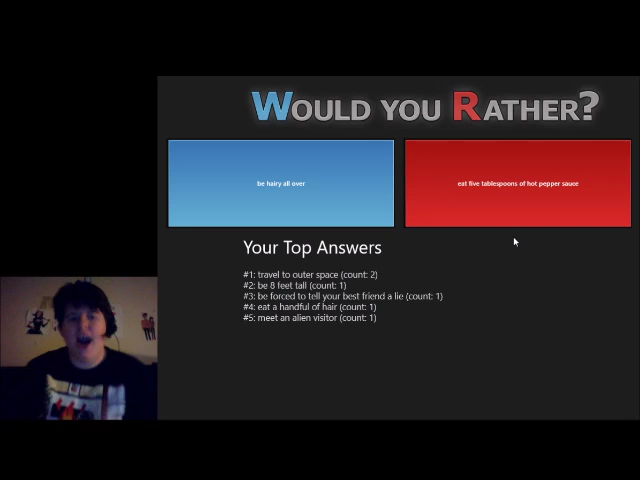 WOULD YOU RATHER?
be hairy all over
eat five tablespoons of hot pepper sauce
Your Top Answers
#1: travel to outer space (count: 2)
#2: be 8 feet tall (count: 1)
#3: be forced to tell your best friend a lie (count: 1)
#4: eat a handful of hair (count: 1)
#5: meet an alien visitor (count: 1)